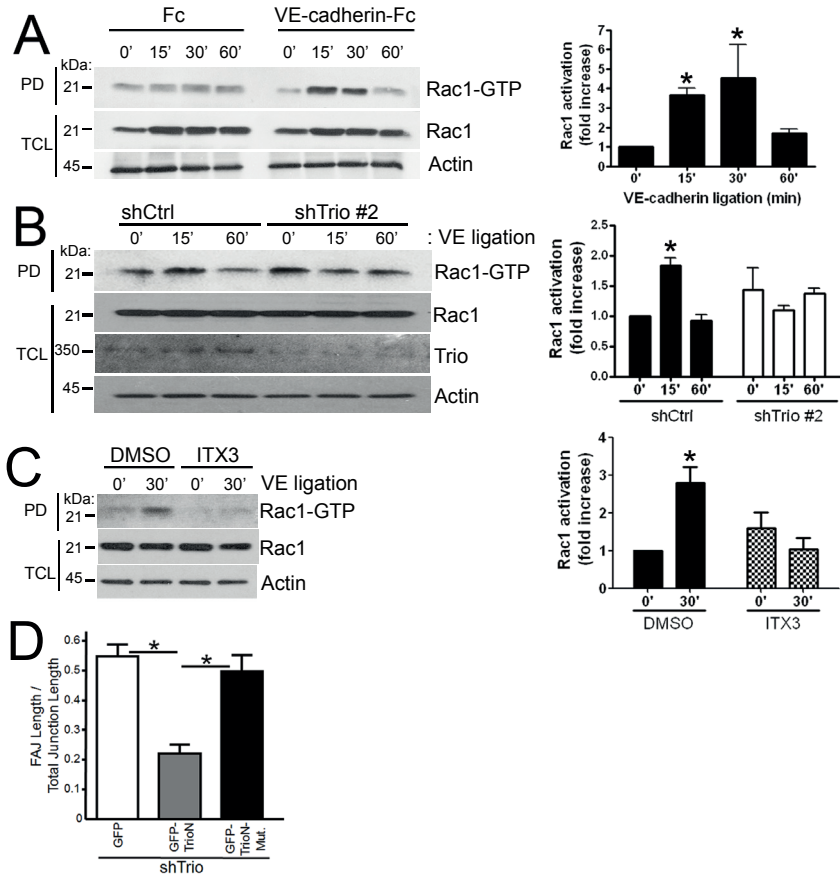 A
Fc VE-cadherin-Fc
0' 15' 30' 60' 0' 15' 30' 60'
kDa:
PD 21 Rac1-GTP
TCL 21 Rac1
45 Actin
Rac1 activation
(fold increase)
7
6
5
4
3
2
1
0
* *
0' 15' 30' 60'
VE-cadherin ligation (min)
B
shCtrl shTrio #2
0' 15' 60' 0' 15' 60' : VE ligation
kDa:
PD 21 Rac1-GTP
21 Rac1
TCL 350 Trio
45 Actin
Rac1 activation
(fold increase)
2.5
2.0
1.5
1.0
0.5
0.0
*
0' 15' 60' 0' 15' 60'
shCtrl shTrio #2
C
DMSO ITX3
0' 30' 0' 30' VE ligation
kDa:
PD 21 Rac1-GTP
TCL 21 Rac1
45 Actin
Rac1 activation
(fold increase)
4
3
2
1
0
*
0' 30' 0' 30'
DMSO ITX3
D
FAJ Length /
Total Junction Length
0.6
0.5
0.4
0.3
0.2
0.1
0
* *
GFP
GFP-
TrioN
GFP-
TrioN-
Mut.
shTrio